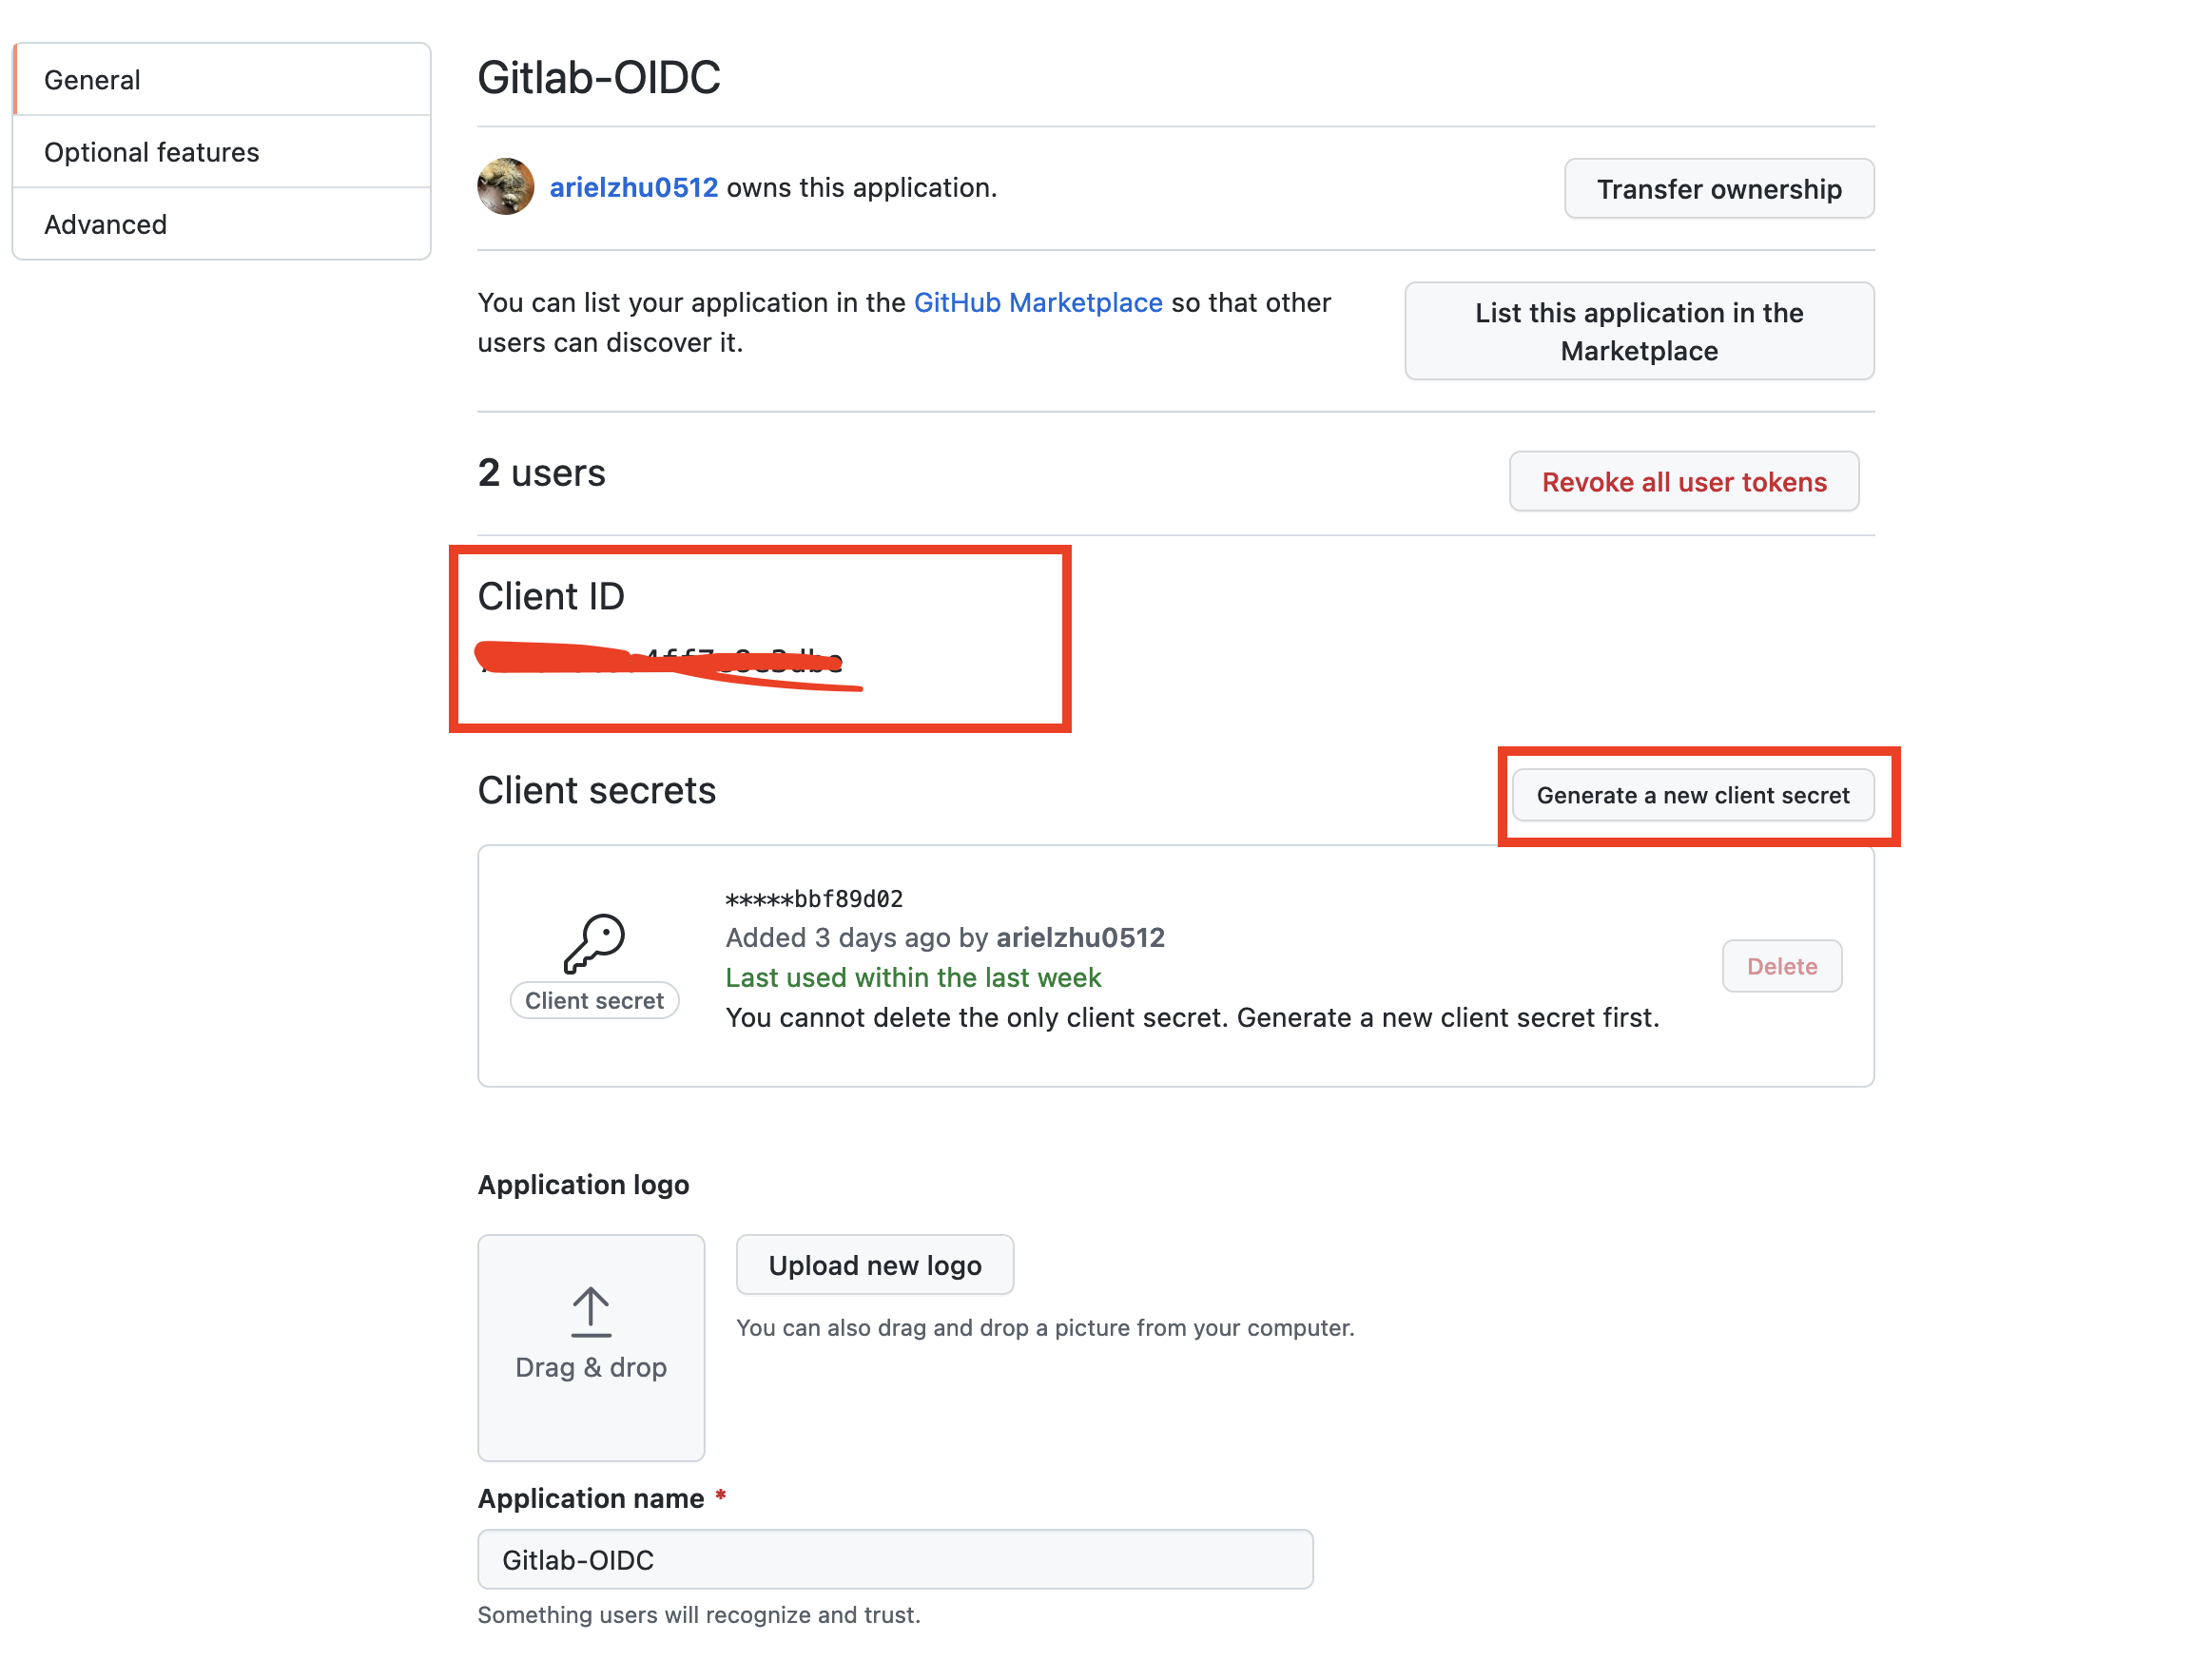 General
Optional features
Advanced
Gitlab-OIDC
arielzhu0512 owns this application.
Transfer ownership
You can list your application in the GitHub Marketplace so that other
users can discover it.
List this application in the
Marketplace
2 users
Revoke all user tokens
Client ID
Client secrets
Generate a new client secret
*****bbf89d02
Added 3 days ago by arielzhu0512
Last used within the last week
You cannot delete the only client secret. Generate a new client secret first.
Client secret
Delete
Application logo
Drag & drop
Upload new logo
You can also drag and drop a picture from your computer.
Application name *
Gitlab-OIDC
Something users will recognize and trust.